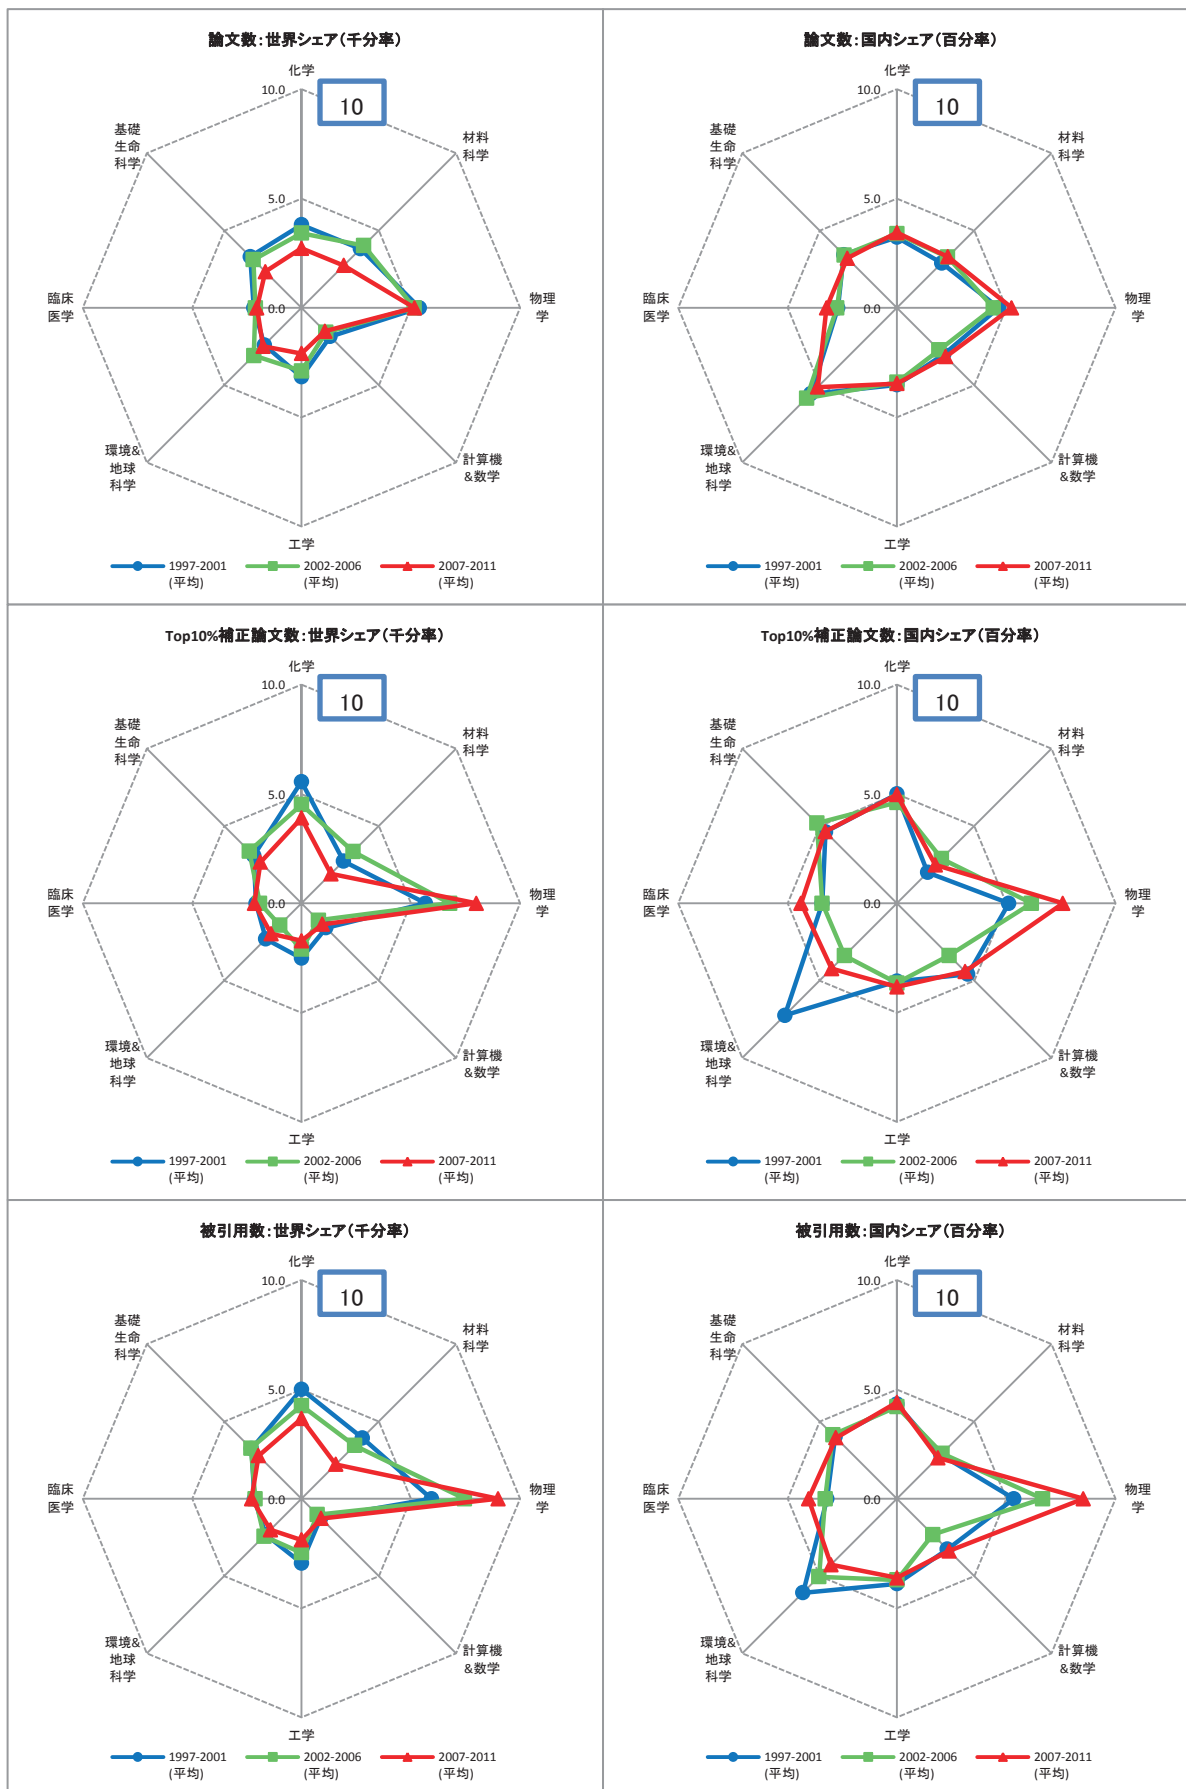 論文数：世界シェア（千分率）
化学
10.0
10
基礎
生命
科学
材料
科学
5.0
臨床
医学
0.0
物理
学
環境&
地球
科学
計算機
&数学
工学
1997-2001
(平均)
2002-2006
(平均)
2007-2011
(平均)
論文数：国内シェア（百分率）
化学
10.0
10
基礎
生命
科学
材料
科学
5.0
臨床
医学
0.0
物理
学
環境&
地球
科学
計算機
&数学
工学
1997-2001
(平均)
2002-2006
(平均)
2007-2011
(平均)
Top10%補正論文数：世界シェア（千分率）
化学
10.0
10
基礎
生命
科学
材料
科学
5.0
臨床
医学
0.0
物理
学
環境&
地球
科学
計算機
&数学
工学
1997-2001
(平均)
2002-2006
(平均)
2007-2011
(平均)
Top10%補正論文数：国内シェア（百分率）
化学
10.0
10
基礎
生命
科学
材料
科学
5.0
臨床
医学
0.0
物理
学
環境&
地球
科学
計算機
&数学
工学
1997-2001
(平均)
2002-2006
(平均)
2007-2011
(平均)
被引用数：世界シェア（千分率）
化学
10.0
10
基礎
生命
科学
材料
科学
5.0
臨床
医学
0.0
物理
学
環境&
地球
科学
計算機
&数学
工学
1997-2001
(平均)
2002-2006
(平均)
2007-2011
(平均)
被引用数：国内シェア（百分率）
化学
10.0
10
基礎
生命
科学
材料
科学
5.0
臨床
医学
0.0
物理
学
環境&
地球
科学
計算機
&数学
工学
1997-2001
(平均)
2002-2006
(平均)
2007-2011
(平均)